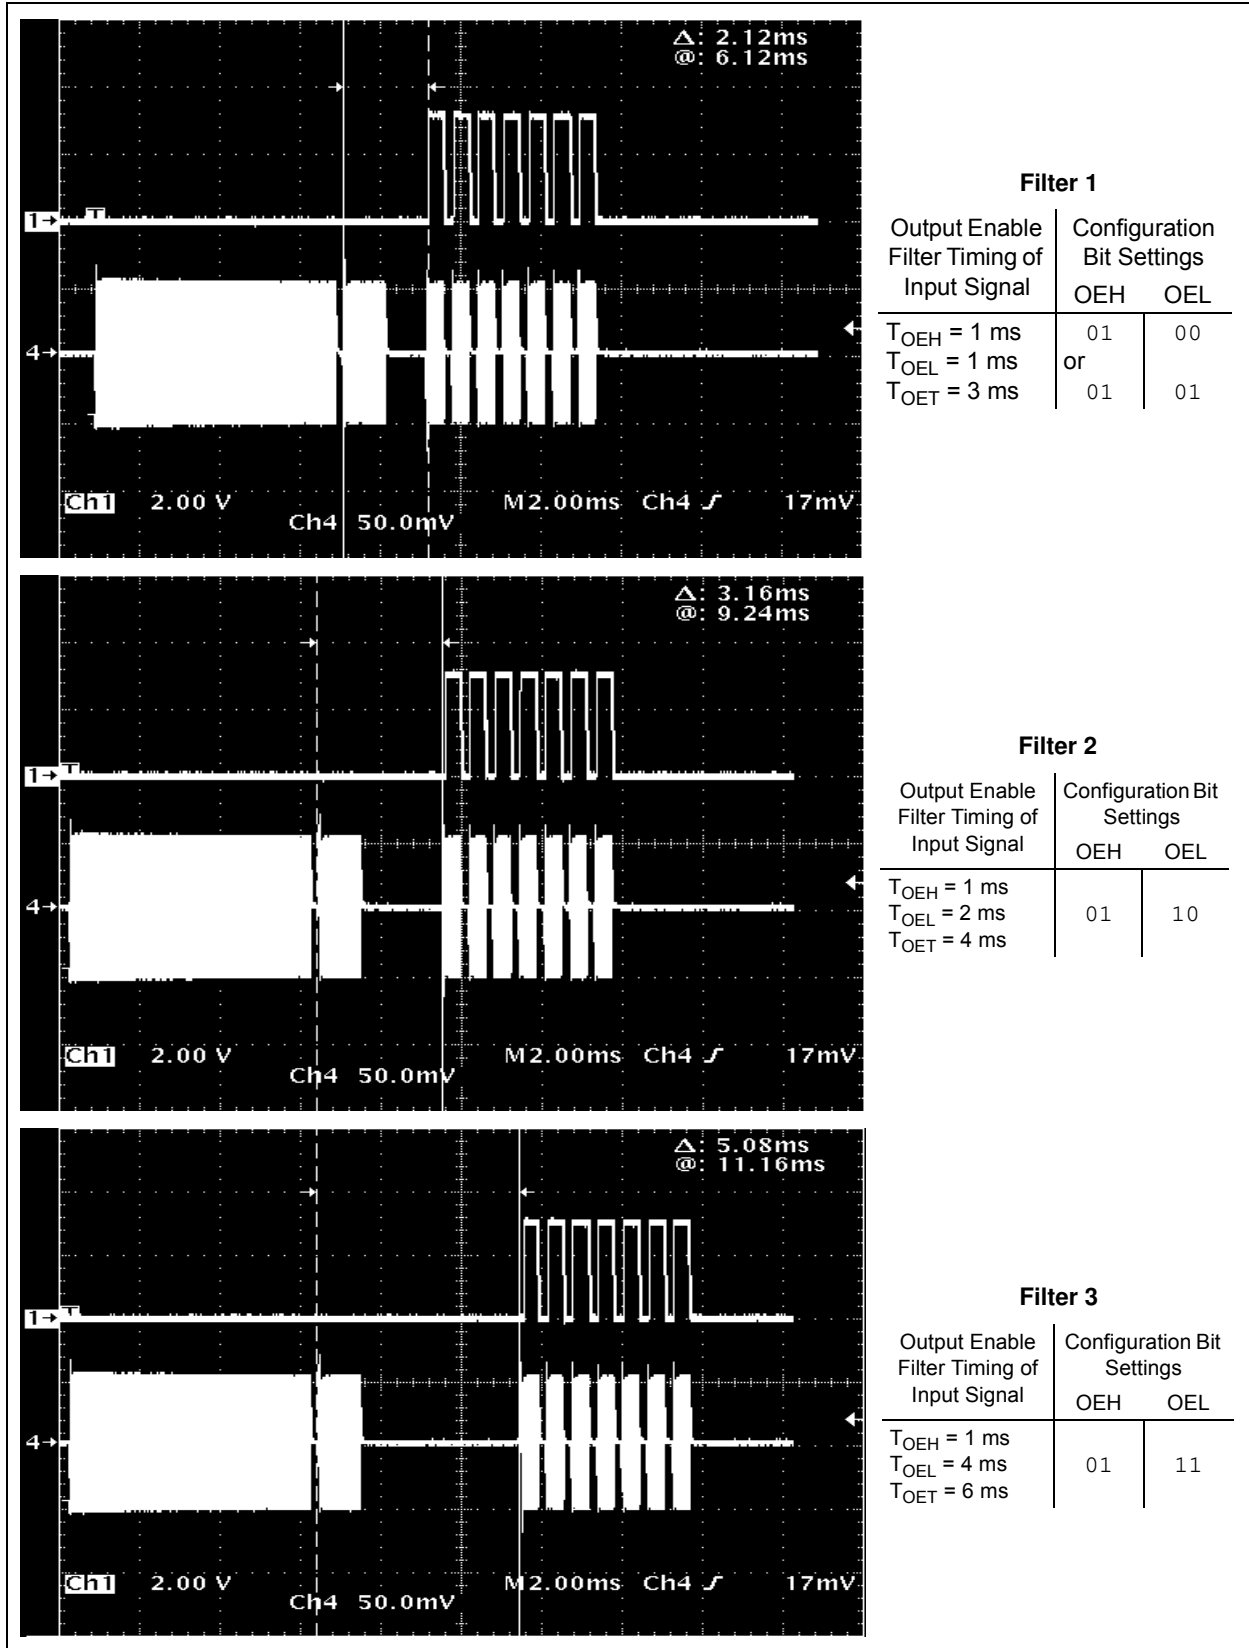 Δ: 2.12ms
@: 6.12ms
1→
T
4→
Ch1 2.00 V
M2.00ms Ch4 17mV
Ch4 50.0mV
Filter 1
Output Enable Filter Timing of Input Signal
Configuration Bit Settings
OEH OEL
TOEH = 1 ms 01 00
TOEL = 1 ms or
TOET = 3 ms 01 01
Δ: 3.16ms
@: 9.24ms
1→
T
4→
Ch1 2.00 V
M2.00ms Ch4 17mV
Ch4 50.0mV
Filter 2
Output Enable Filter Timing of Input Signal
Configuration Bit Settings
OEH OEL
TOEH = 1 ms
TOEL = 2 ms 01 10
TOET = 4 ms
Δ: 5.08ms
@: 11.16ms
1→
T
4→
Ch1 2.00 V
M2.00ms Ch4 17mV
Ch4 50.0mV
Filter 3
Output Enable Filter Timing of Input Signal
Configuration Bit Settings
OEH OEL
TOEH = 1 ms
TOEL = 4 ms 01 11
TOET = 6 ms